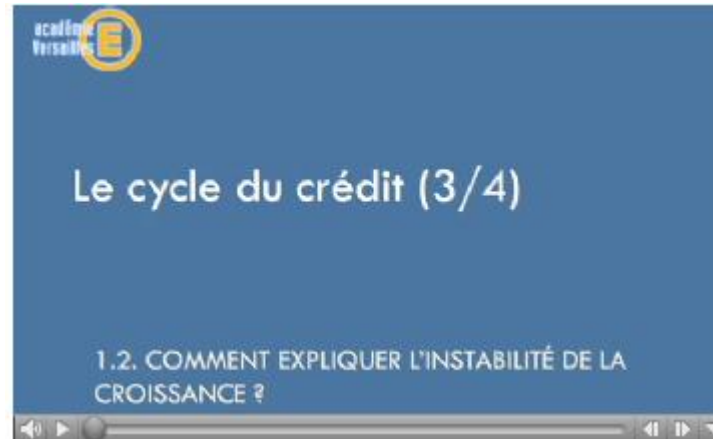 académie
Versailles
E
Le cycle du crédit (3/4)
1.2. COMMENT EXPLIQUER L'INSTABILITÉ DE LA
CROISSANCE ?